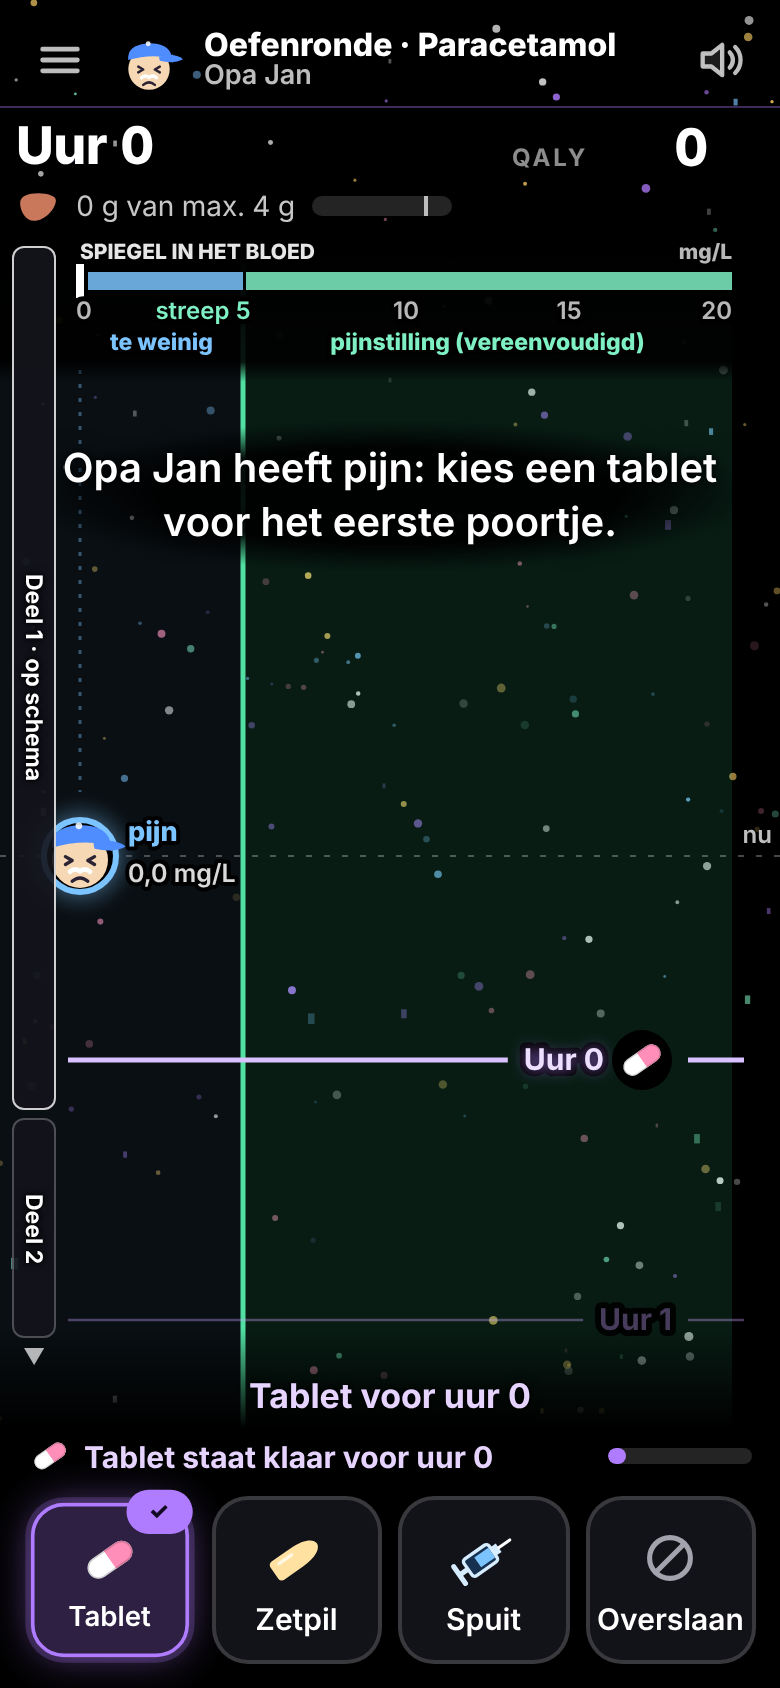 Oefenronde · Paracetamol
Opa Jan
Uur 0
QALY 0
0 g van max. 4 g
SPIEGEL IN HET BLOED mg/L
0 streep 5 10 15 20
te weinig pijnstilling (vereenvoudigd)
Opa Jan heeft pijn: kies een tablet
voor het eerste poortje.
Deel 1 · op schema
pijn
nu
0,0 mg/L
Uur 0
Deel 2
Uur 1
Tablet voor uur 0
Tablet staat klaar voor uur 0
Tablet Zetpil Spuit Overslaan